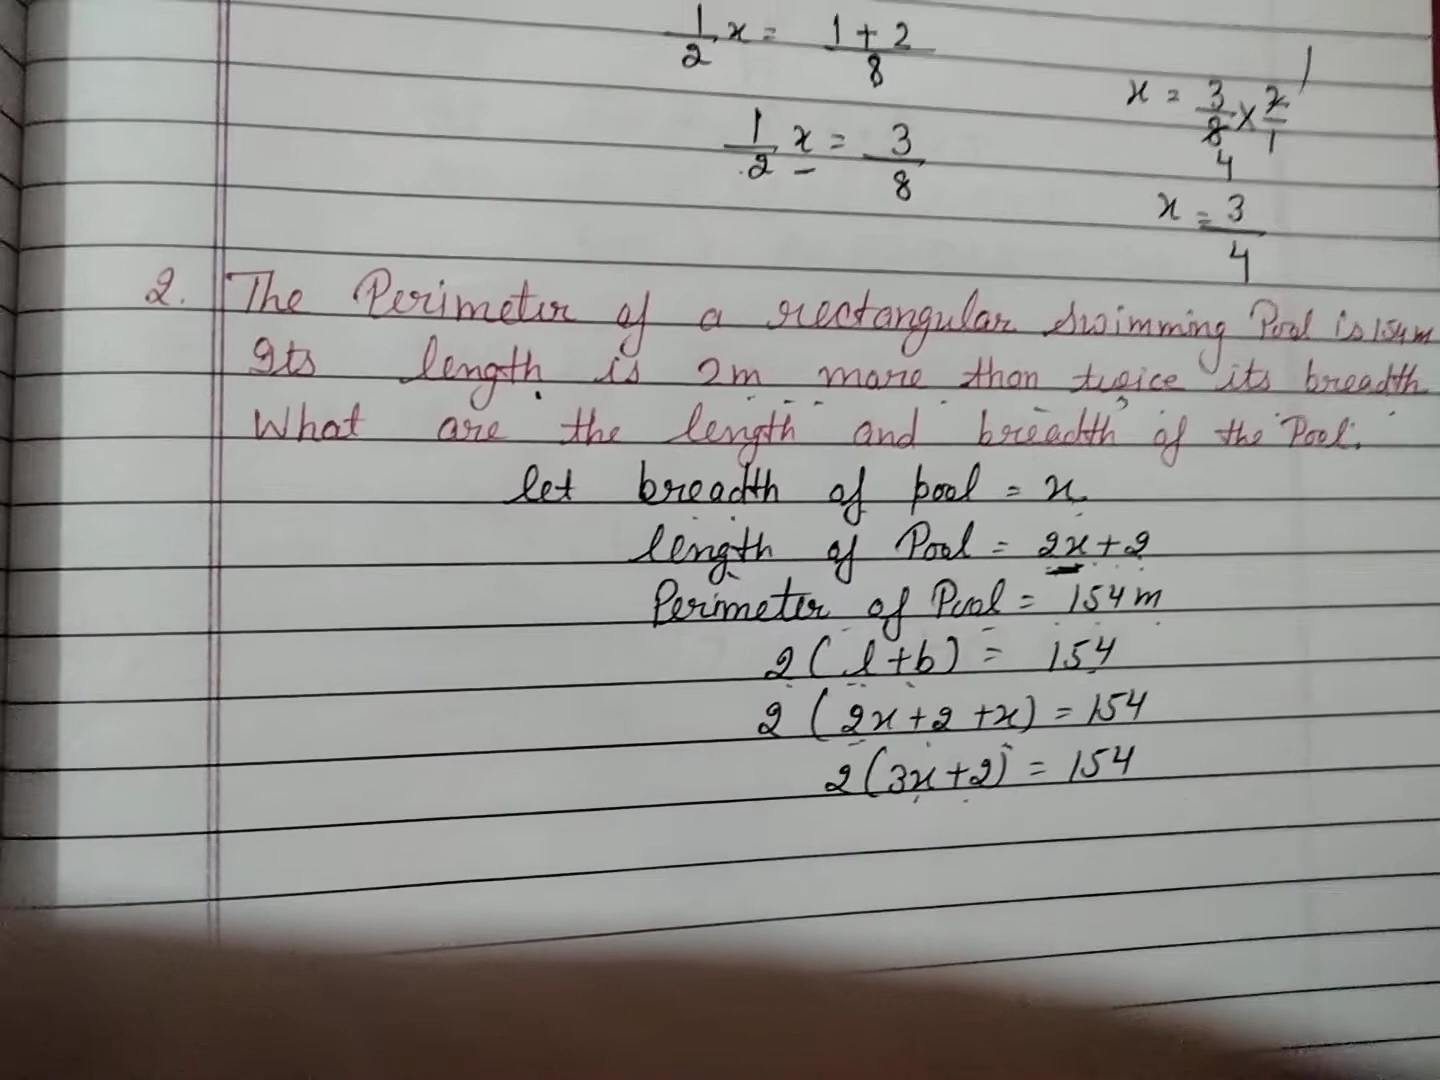 1/2 x = 1+2/8
x = 3/8 × 2/1 1
4
1/2 x = 3/8
x = 3/4
2. The Perimeter of a rectangular swimming Pool is 154m
Its length is 2m more than twice its breadth
What are the length and breadth of the Pool.
let breadth of pool = x
length of Pool = 2x+2
Perimeter of Pool = 154m
2(l+b) = 154
2(2x+2+x) = 154
2(3x+2) = 154